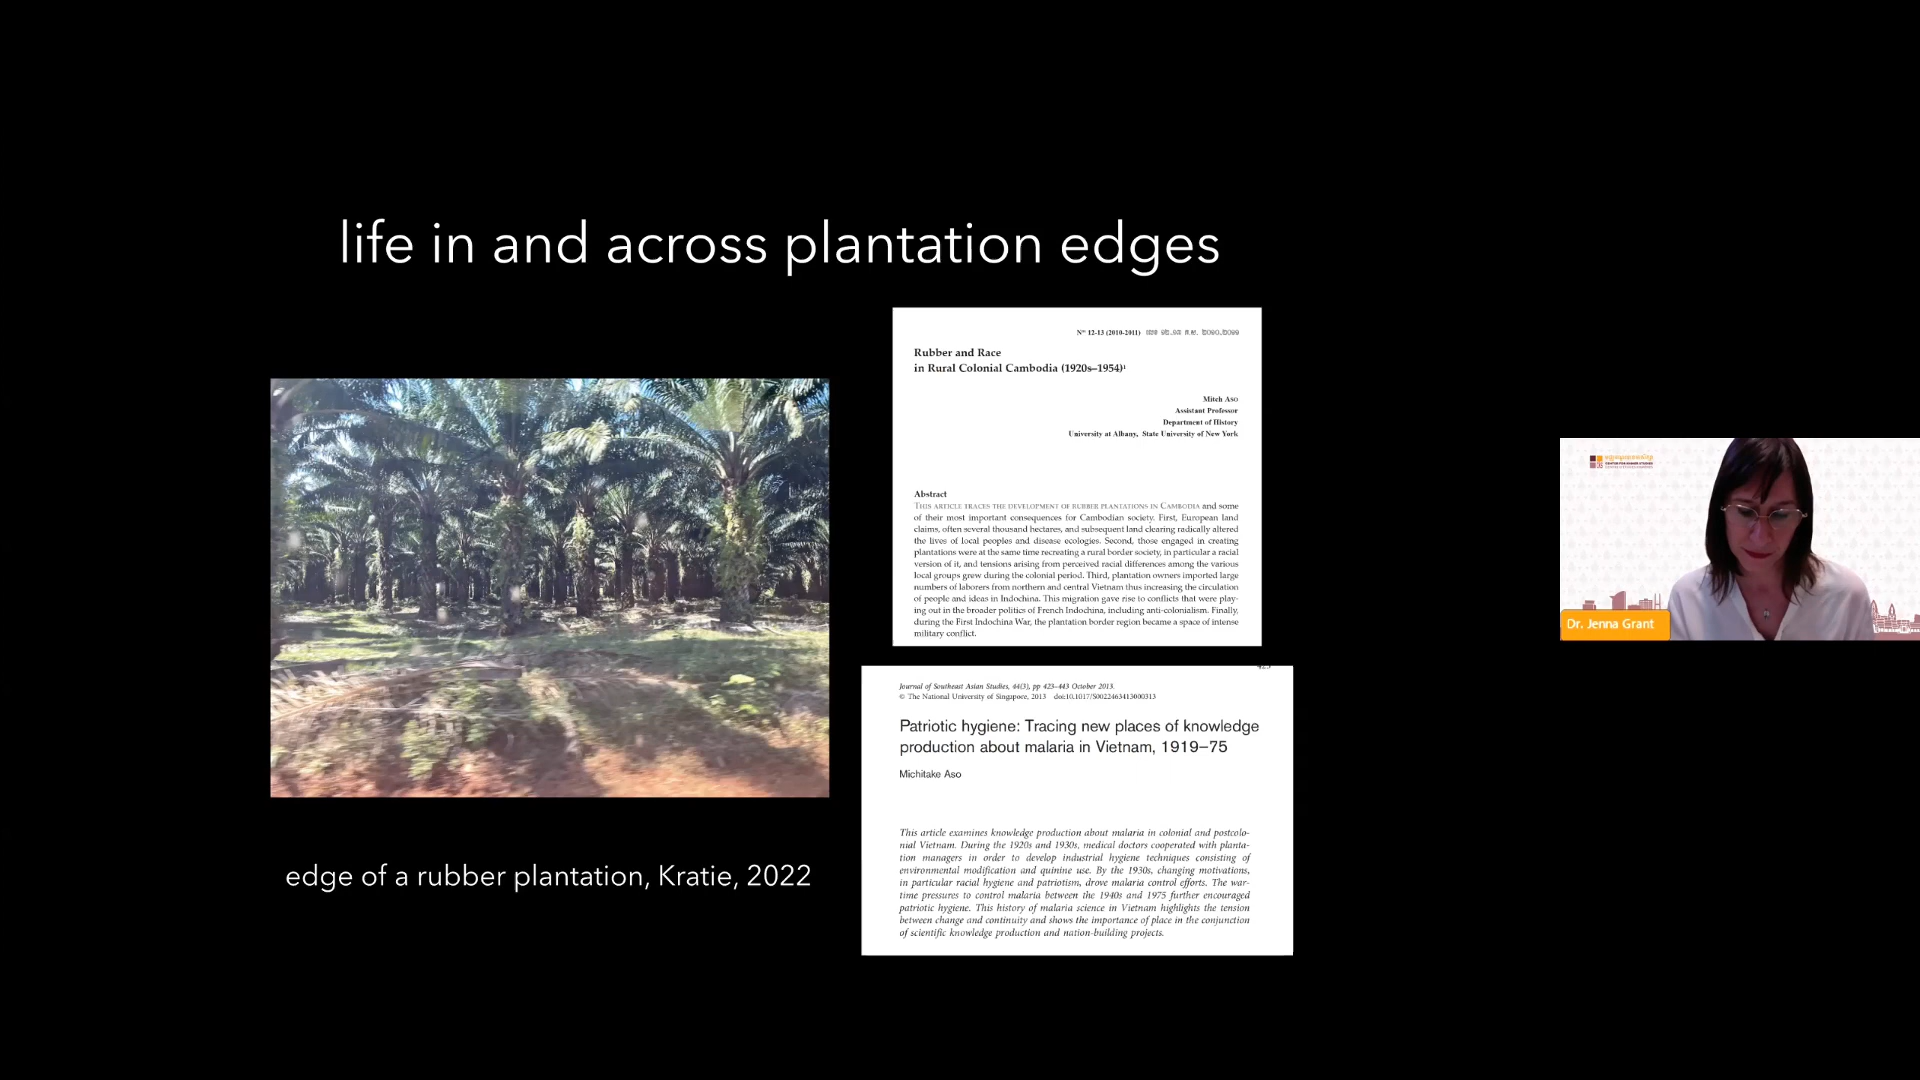 life in and across plantation edges
Nos 12-13 (2010-2011)
Rubber and Race
in Rural Colonial Cambodia (1920s–1954)¹
Mitch Aso
Assistant Professor
Department of History
University at Albany, State University of New York
Abstract
This article traces the development of rubber plantations in Cambodia and some
of their most important consequences for Cambodian society. First, European land
claims, often several thousand hectares, and subsequent land clearing radically altered
the lives of local peoples and disease ecologies. Second, those engaged in creating
plantations were at the same time recreating a rural border society, in particular a racial
version of it, and tensions arising from perceived racial differences among the various
local groups grew during the colonial period. Third, plantation owners imported large
numbers of laborers from northern and central Vietnam thus increasing the circulation
of people and ideas in Indochina. This migration gave rise to conflicts that were play-
ing out in the broader politics of French Indochina, including anti-colonialism. Finally,
during the First Indochina War, the plantation border region became a space of intense
military conflict.
Journal of Southeast Asian Studies, 44(3), pp 423–443 October 2013.
© The National University of Singapore, 2013 doi:10.1017/S0022463413000313
Patriotic hygiene: Tracing new places of knowledge
production about malaria in Vietnam, 1919–75
Michitake Aso
This article examines knowledge production about malaria in colonial and postcolo-
nial Vietnam. During the 1920s and 1930s, medical doctors cooperated with planta-
tion managers in order to develop industrial hygiene techniques consisting of
environmental modification and quinine use. By the 1930s, changing motivations,
in particular racial hygiene and patriotism, drove malaria control efforts. The war-
time pressures to control malaria between the 1940s and 1975 further encouraged
patriotic hygiene. This history of malaria science in Vietnam highlights the tension
between change and continuity and shows the importance of place in the conjunction
of scientific knowledge production and nation-building projects.
edge of a rubber plantation, Kratie, 2022
CENTER FOR KHMER STUDIES
Dr. Jenna Grant